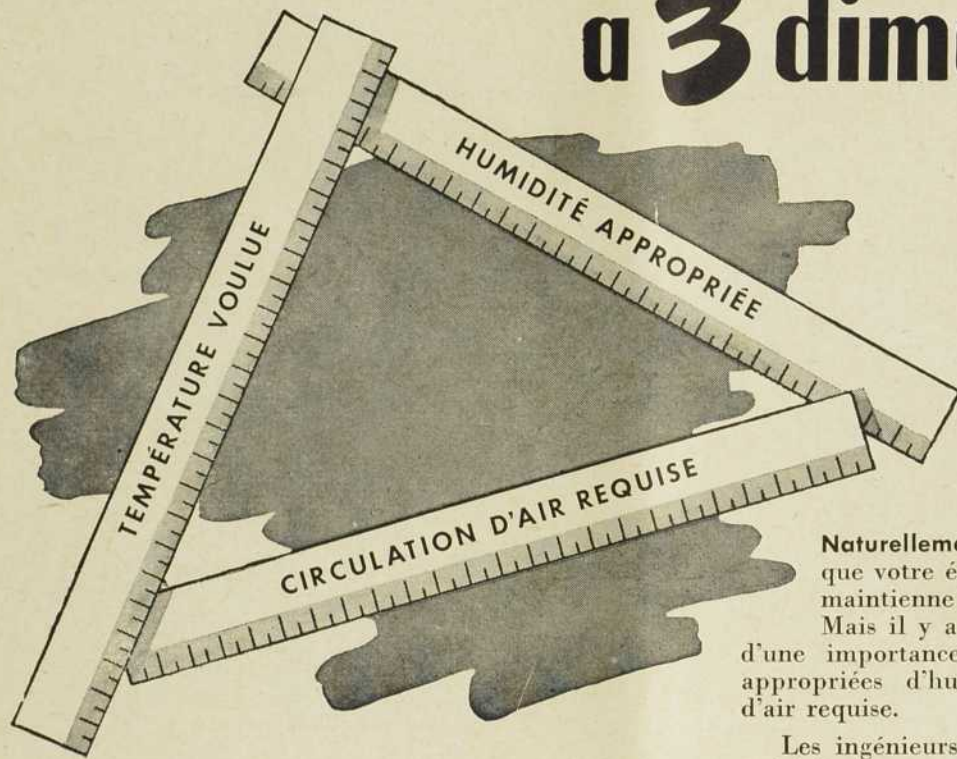 a 3 dim
HUMIDITÉ APPROPRIÉE
TEMPÉRATURE VOULUE
CIRCULATION D'AIR REQUISE
Naturelleme
que votre é
maintienne
Mais il y a
d'une importance
appropriées d'hu
d'air requise.
Les ingénieurs